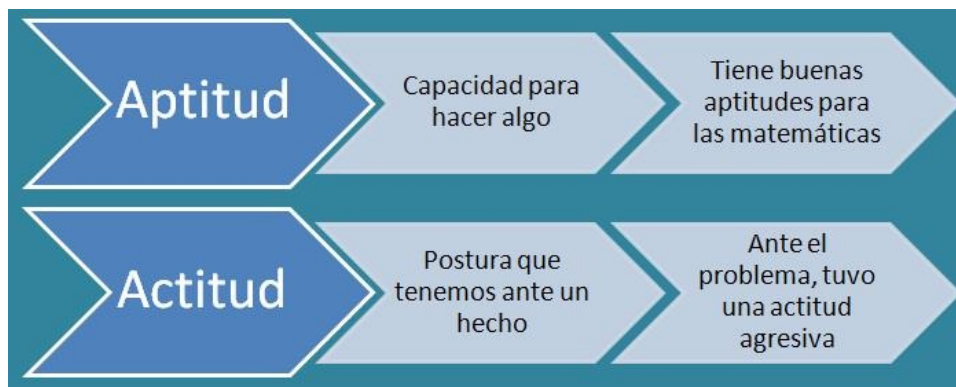 Aptitud
Capacidad para
hacer algo
Tiene buenas
aptitudes para
las matemáticas
Actitud
Postura que
tenemos ante un
hecho
Ante el
problema, tuvo
una actitud
agresiva